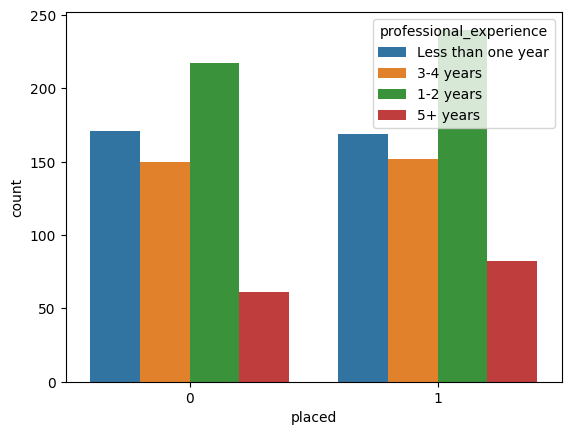 professional_experience
Less than one year
3-4 years
1-2 years
5+ years
250
200
150
100
50
0
count
0 1
placed